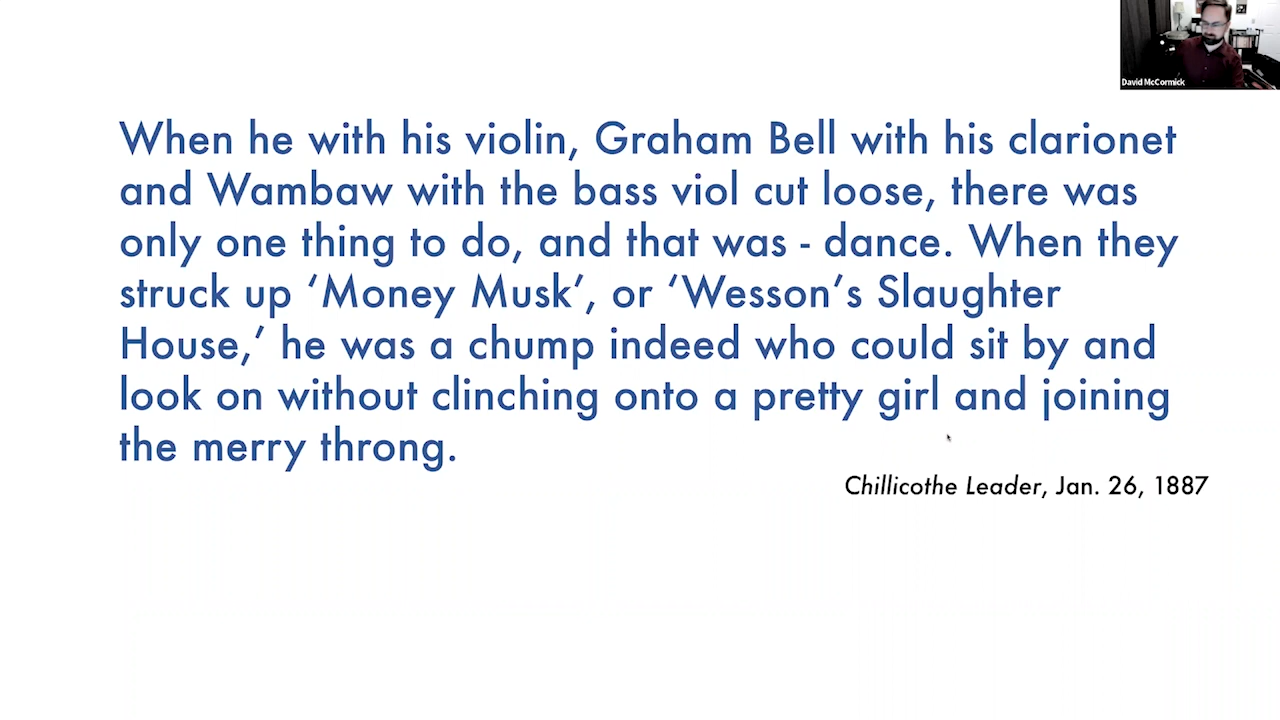 David McCormick
When he with his violin, Graham Bell with his clarionet
and Wambaw with the bass viol cut loose, there was
only one thing to do, and that was - dance. When they
struck up ‘Money Musk’, or ‘Wesson’s Slaughter
House,’ he was a chump indeed who could sit by and
look on without clinching onto a pretty girl and joining
the merry throng.
Chillicothe Leader, Jan. 26, 1887